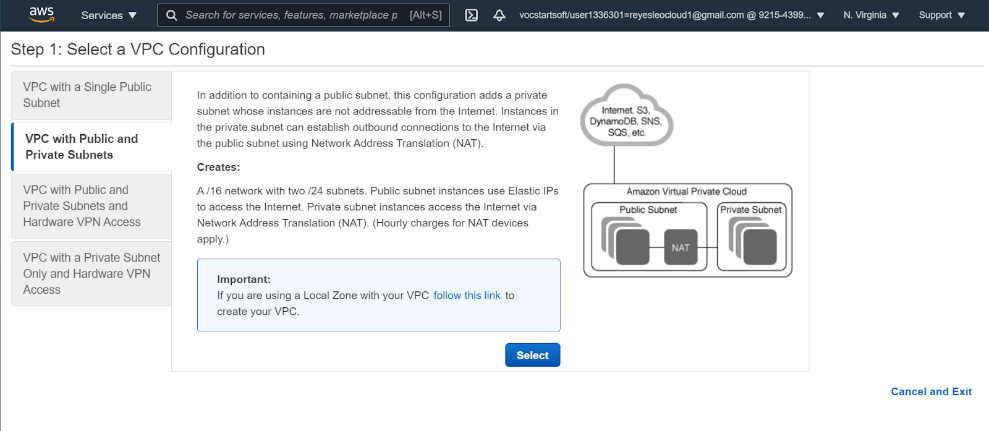 aws Services Search for services, features, marketplace p [Alt+S] vocstartsoft/user1336301=reyesleocloud1@gmail.com @ 9215-4399... N. Virginia Support
Step 1: Select a VPC Configuration
VPC with a Single Public
Subnet
VPC with Public and
Private Subnets
VPC with Public and
Private Subnets and
Hardware VPN Access
VPC with a Private Subnet
Only and Hardware VPN
Access
In addition to containing a public subnet, this configuration adds a private
subnet whose instances are not addressable from the Internet. Instances in
the private subnet can establish outbound connections to the Internet via
the public subnet using Network Address Translation (NAT).
Creates:
A /16 network with two /24 subnets. Public subnet instances use Elastic IPs
to access the Internet. Private subnet instances access the Internet via
Network Address Translation (NAT). (Hourly charges for NAT devices
apply.)
Important:
If you are using a Local Zone with your VPC follow this link to
create your VPC.
Select
Internet, S3,
DynamoDB, SNS,
SQS, etc.
Amazon Virtual Private Cloud
Public Subnet Private Subnet
NAT
Cancel and Exit